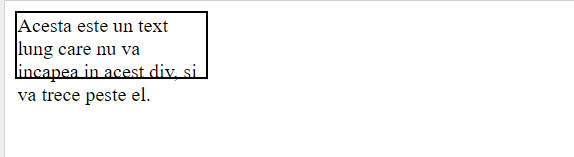 Acesta este un text
lung care nu va
incapea in acest div, si
va trece peste el.